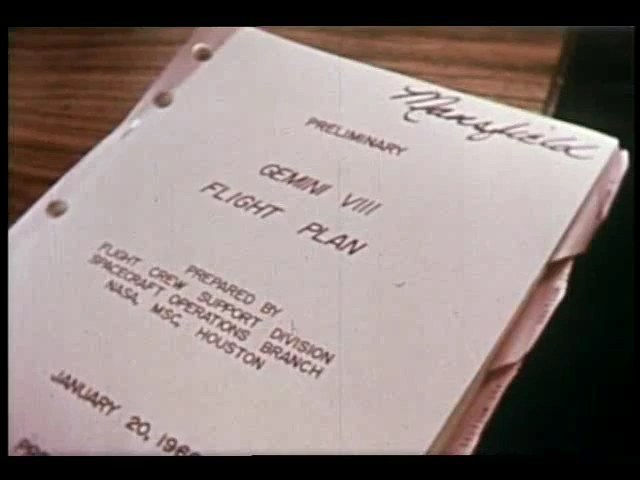 Mansfield
PRELIMINARY
GEMINI VIII
FLIGHT PLAN
PREPARED BY
FLIGHT CREW SUPPORT DIVISION
SPACECRAFT OPERATIONS BRANCH
NASA, MSC, HOUSTON
JANUARY 20, 196